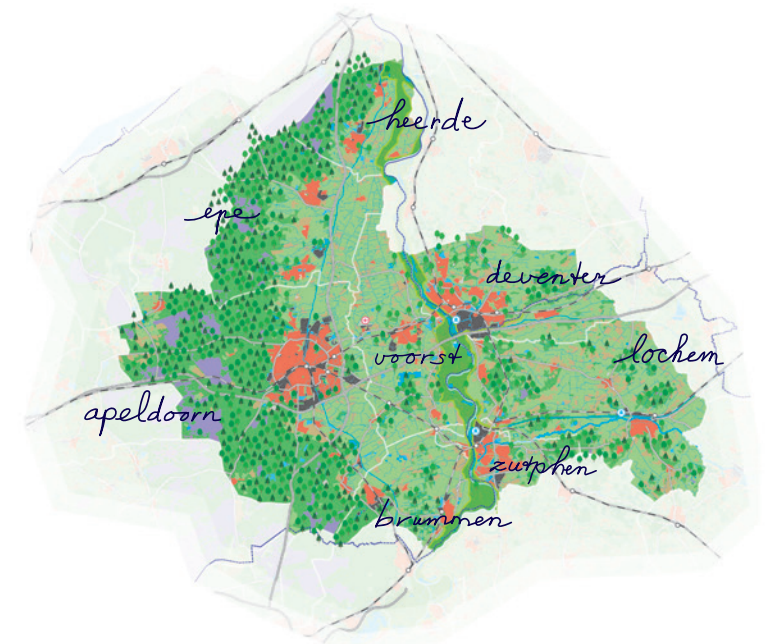 heerde
epe
deventer
voorst
lochem
apeldoorn
zutphen
brummen